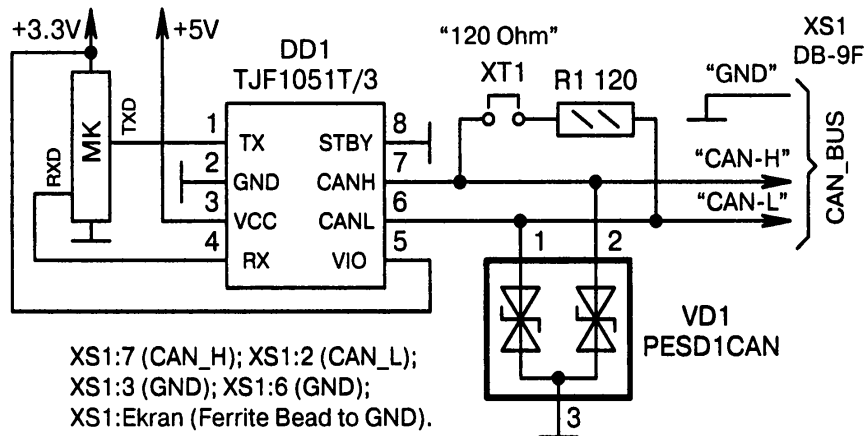 +3.3V
+5V
DD1
TJF1051T/3
"120 Ohm"
XT1
R1 120
XS1
DB-9F
"GND"
MK
TXD
RXD
1
TX
STBY
8
2
GND
CANH
7
"CAN-H"
3
VCC
CANL
6
"CAN-L"
4
RX
VIO
5
CAN_BUS
1
2
VD1
PESD1CAN
3
XS1:7 (CAN_H); XS1:2 (CAN_L);
XS1:3 (GND); XS1:6 (GND);
XS1:Ekran (Ferrite Bead to GND).